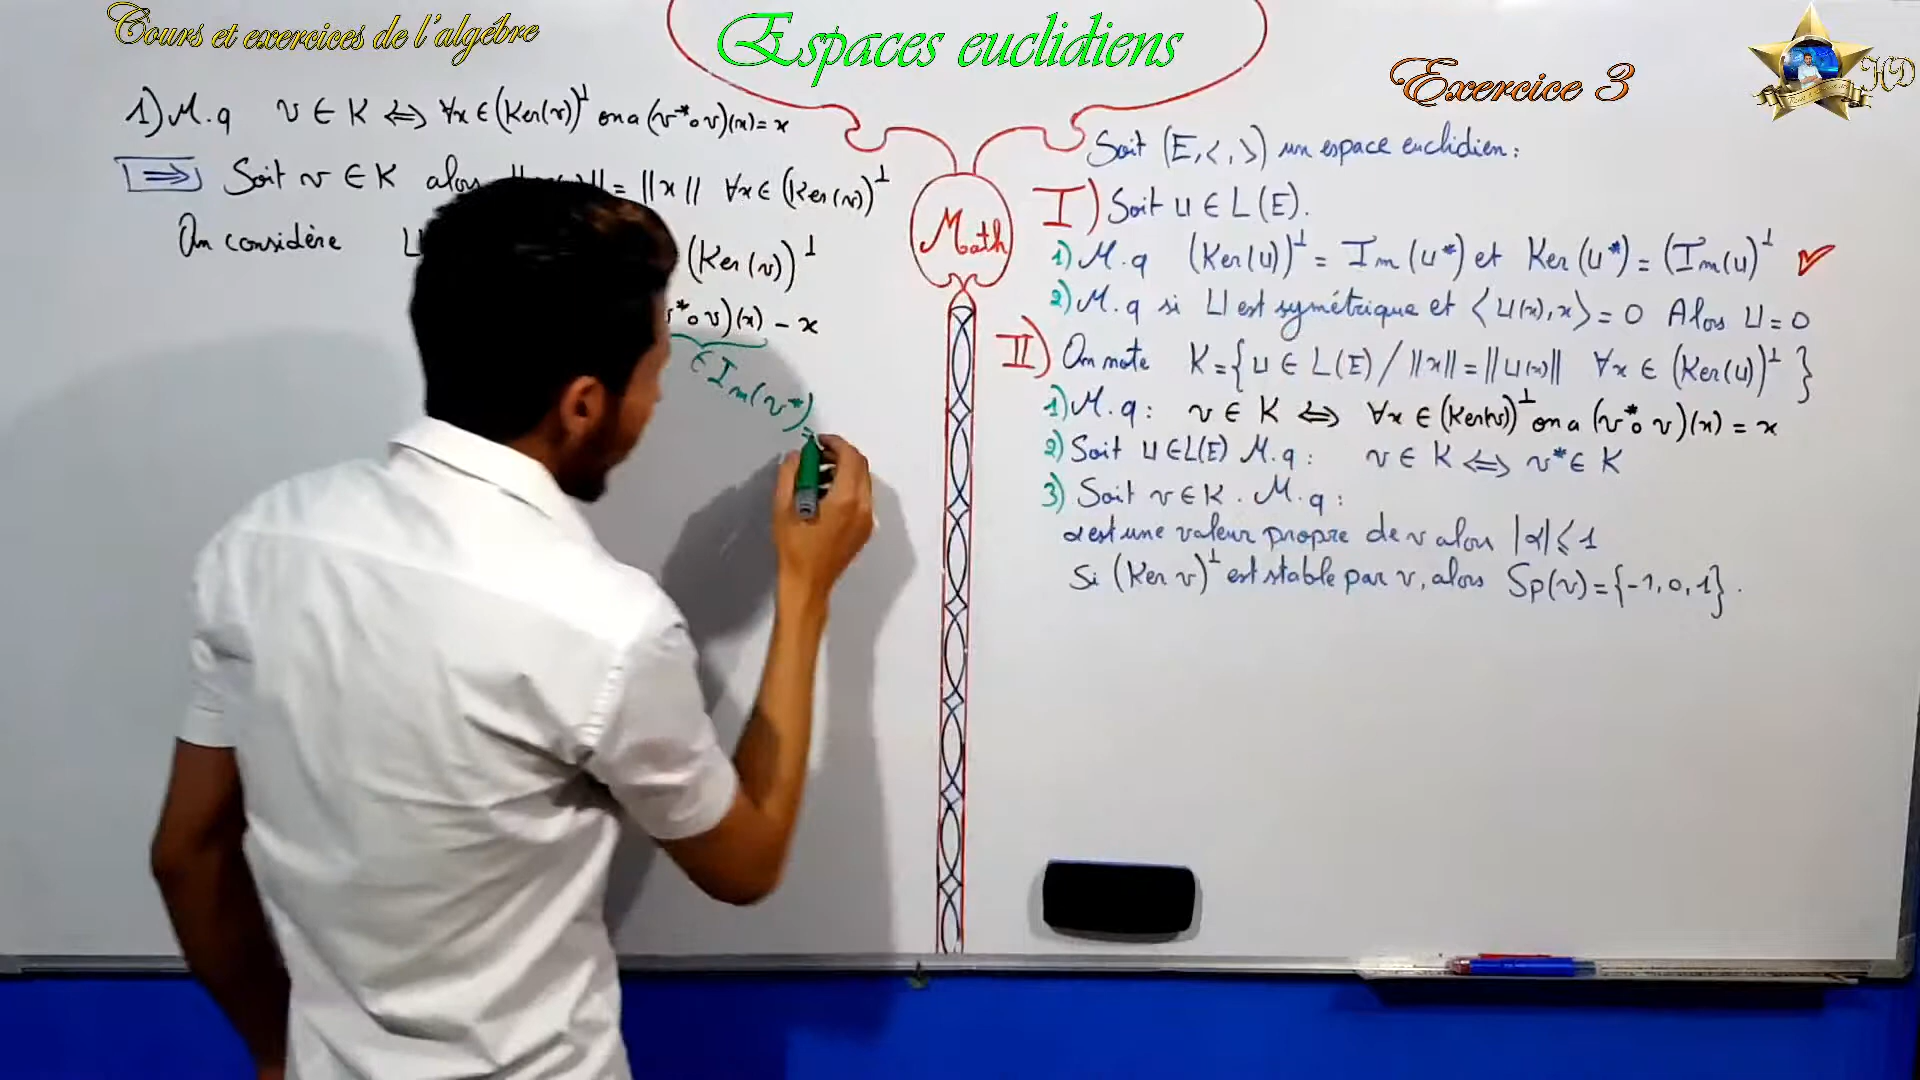 Cours et exercices de l'algébre
Espaces euclidiens
Exercice 3
HD
1) M.q v ∈ K ⇔ ∀x ∈ (Ker(v))^⊥ on a (v*∘v)(x) = x
⇒ Soit v ∈ K alors = ||x|| ∀x ∈ (Ker(v))^⊥
On considère U (Ker(v))^⊥
*∘v)(x) - x
∈ Im(v*) =
Math
Soit (E, < , >) un espace euclidien :
I) Soit U ∈ L(E).
1) M.q (Ker(U))^⊥ = Im(U*) et Ker(U*) = (Im(U)^⊥ ✓
2) M.q si U est symétrique et <U(x), x> = 0 Alors U = 0
II) On note K = {U ∈ L(E) / ||x|| = ||U(x)|| ∀x ∈ (Ker(U))^⊥}
1) M.q : v ∈ K ⇔ ∀x ∈ (Ker(v))^⊥ on a (v*∘v)(x) = x
2) Soit U ∈ L(E) M.q : v ∈ K ⇔ v* ∈ K
3) Soit v ∈ K . M.q :
α est une valeur propre de v alors |α| ≤ 1
Si (Ker v)^⊥ est stable par v, alors Sp(v) = {-1, 0, 1}.